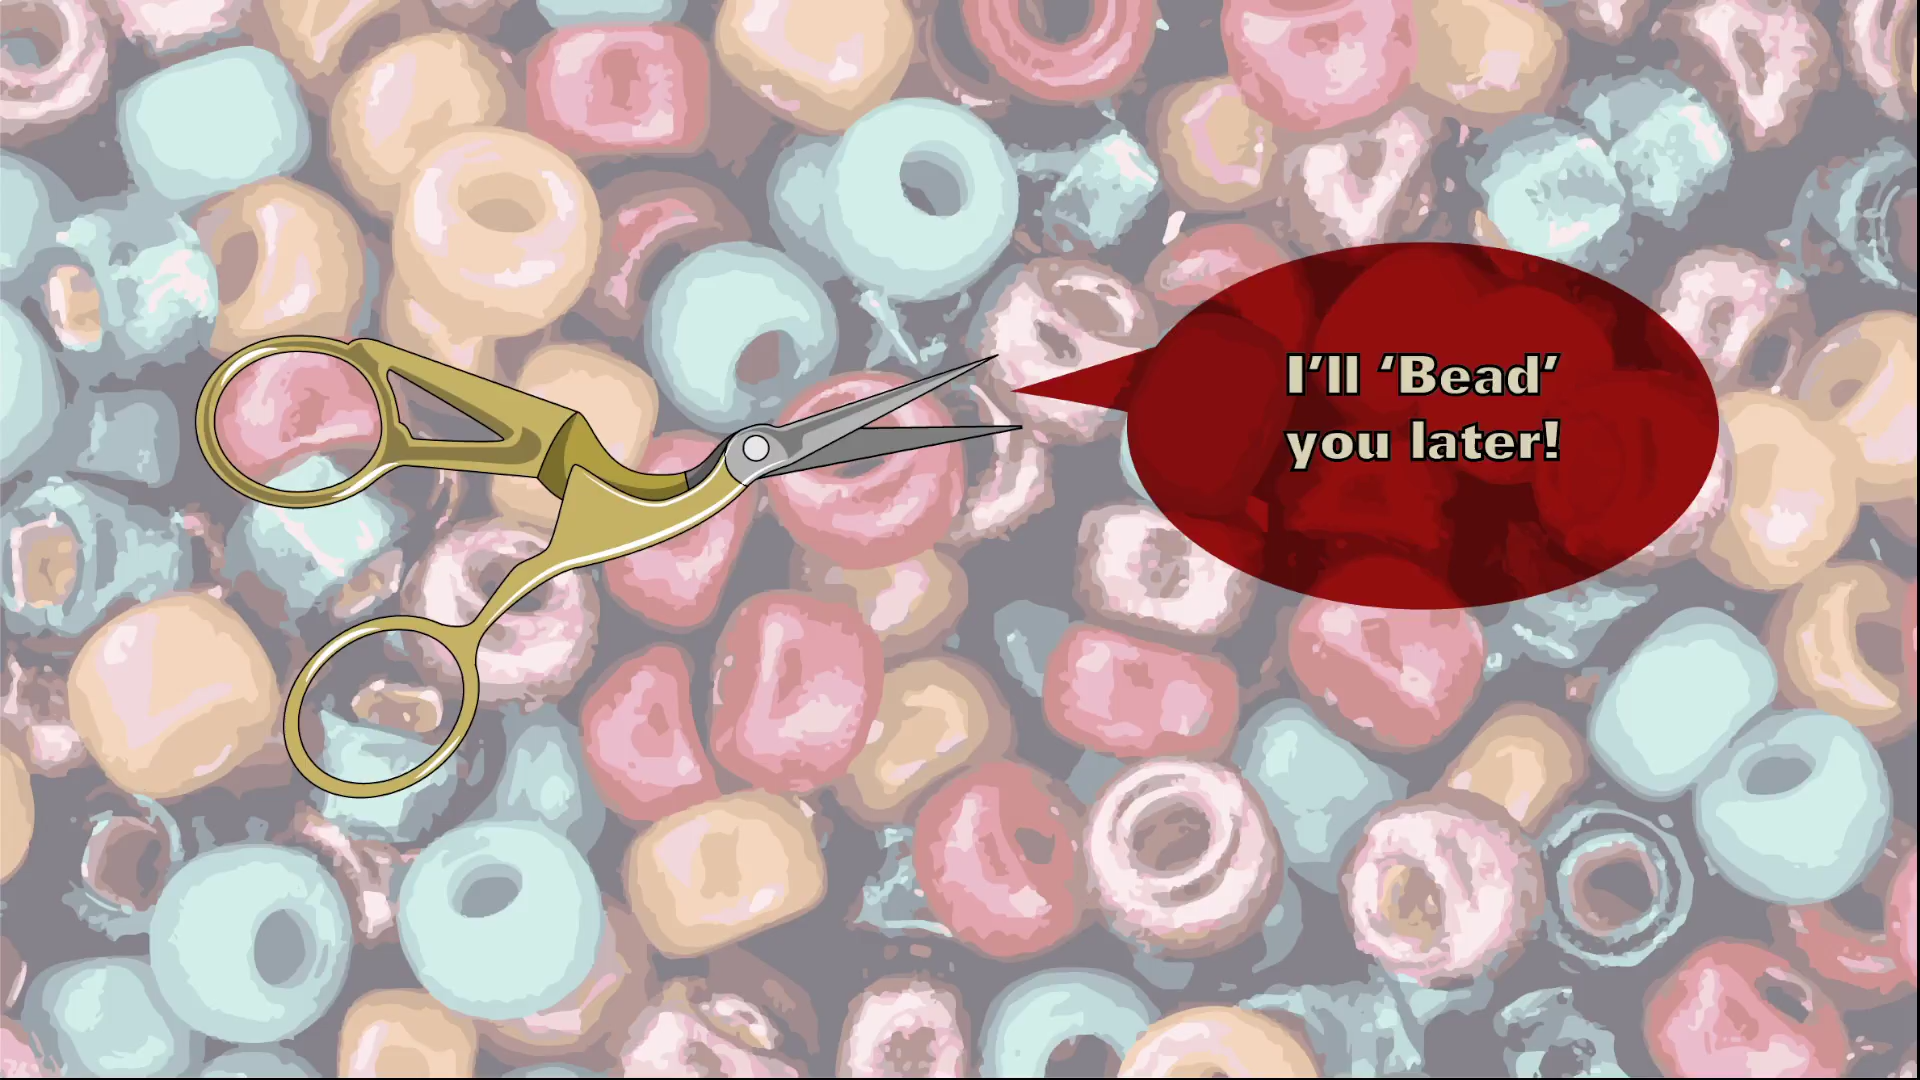 I’ll ‘Bead’
you later!